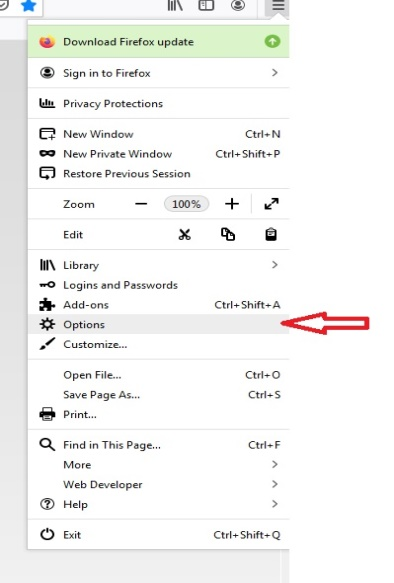 Download Firefox update
Sign in to Firefox
Privacy Protections
New Window Ctrl+N
New Private Window Ctrl+Shift+P
Restore Previous Session
Zoom 100%
Edit
Library
Logins and Passwords
Add-ons Ctrl+Shift+A
Options
Customize...
Open File... Ctrl+O
Save Page As... Ctrl+S
Print...
Find in This Page... Ctrl+F
More
Web Developer
Help
Exit Ctrl+Shift+Q